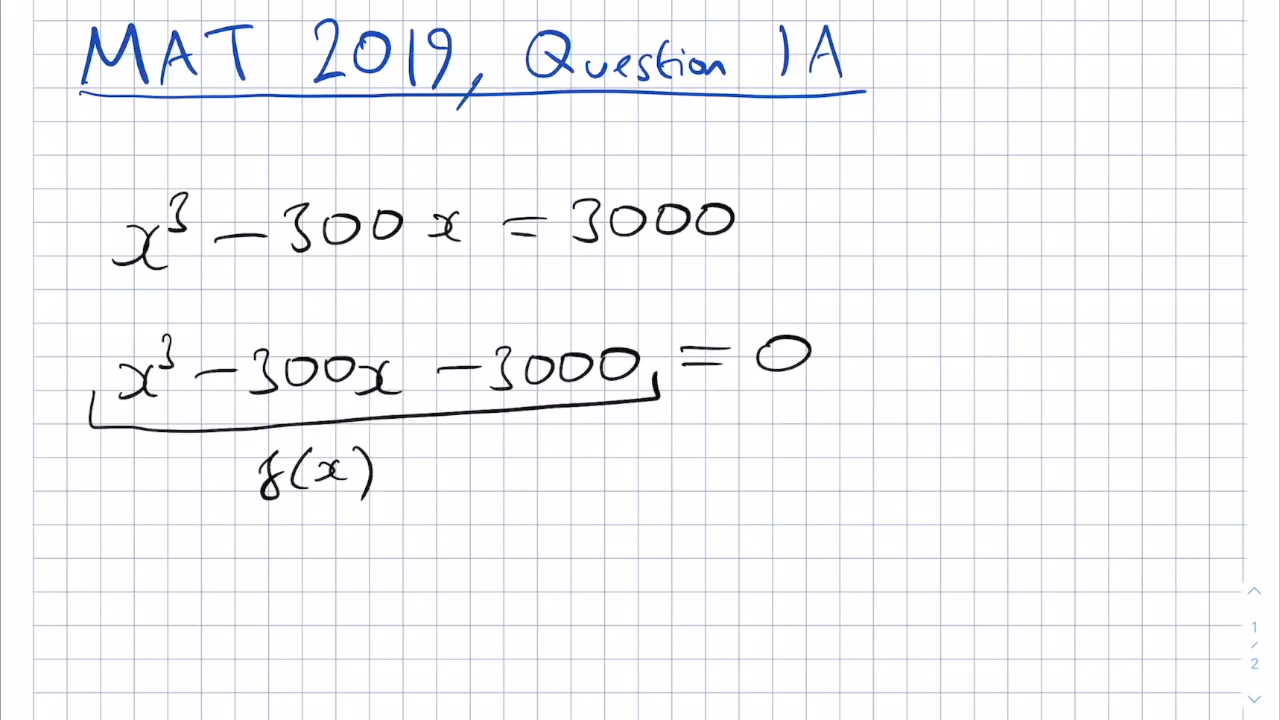 MAT 2019, Question 1A
x³ - 300x = 3000
x³ - 300x - 3000 = 0
f(x)
1
/
2